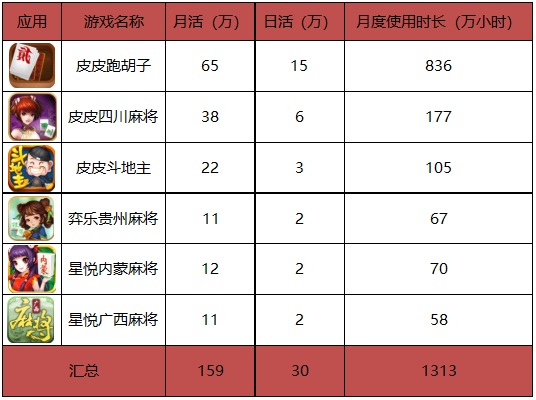 应用 游戏名称 月活（万） 日活（万） 月度使用时长（万小时）
皮皮跑胡子 65 15 836
皮皮四川麻将 38 6 177
斗地主 皮皮斗地主 22 3 105
弈乐贵州麻将 11 2 67
内蒙 星悦内蒙麻将 12 2 70
星悦广西麻将 11 2 58
汇总 159 30 1313